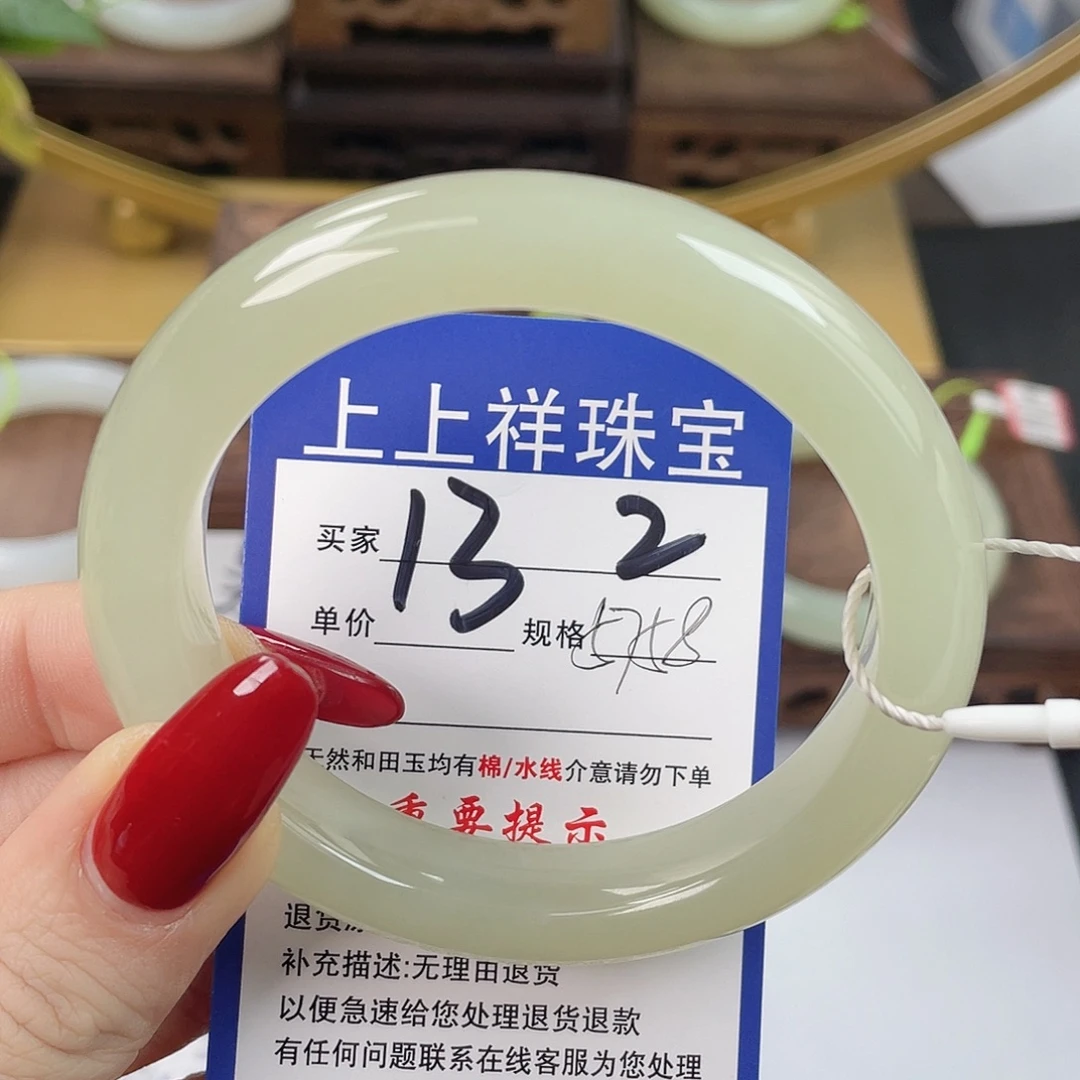 上上祥珠宝
买家 13 2
单价 规格
天然和田玉均有棉/水线介意请勿下单
重要提示
退货
补充描述:无理由退货
以便急速给您处理退货退款
有任何问题联系在线客服为您处理